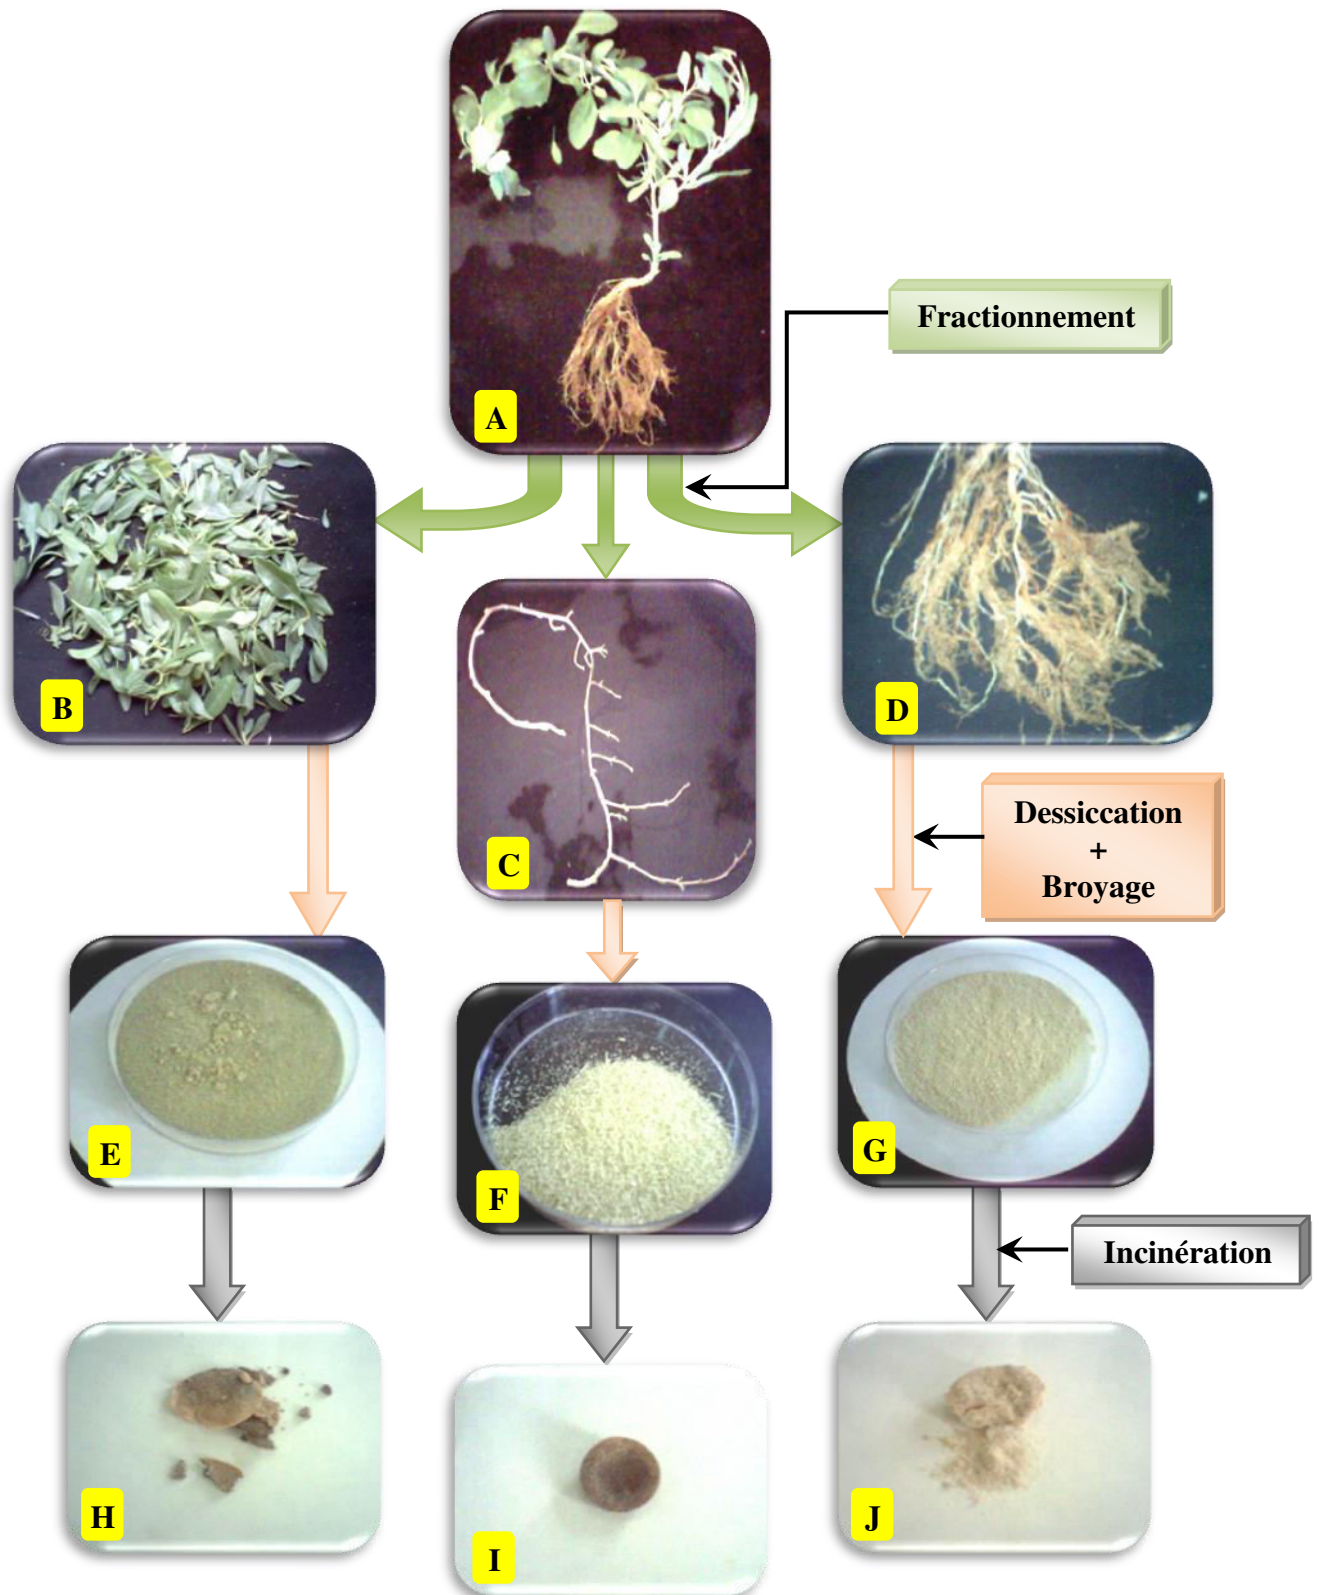 A
Fractionnement
B
C
D
Dessiccation
+
Broyage
E
F
G
Incinération
H
I
J